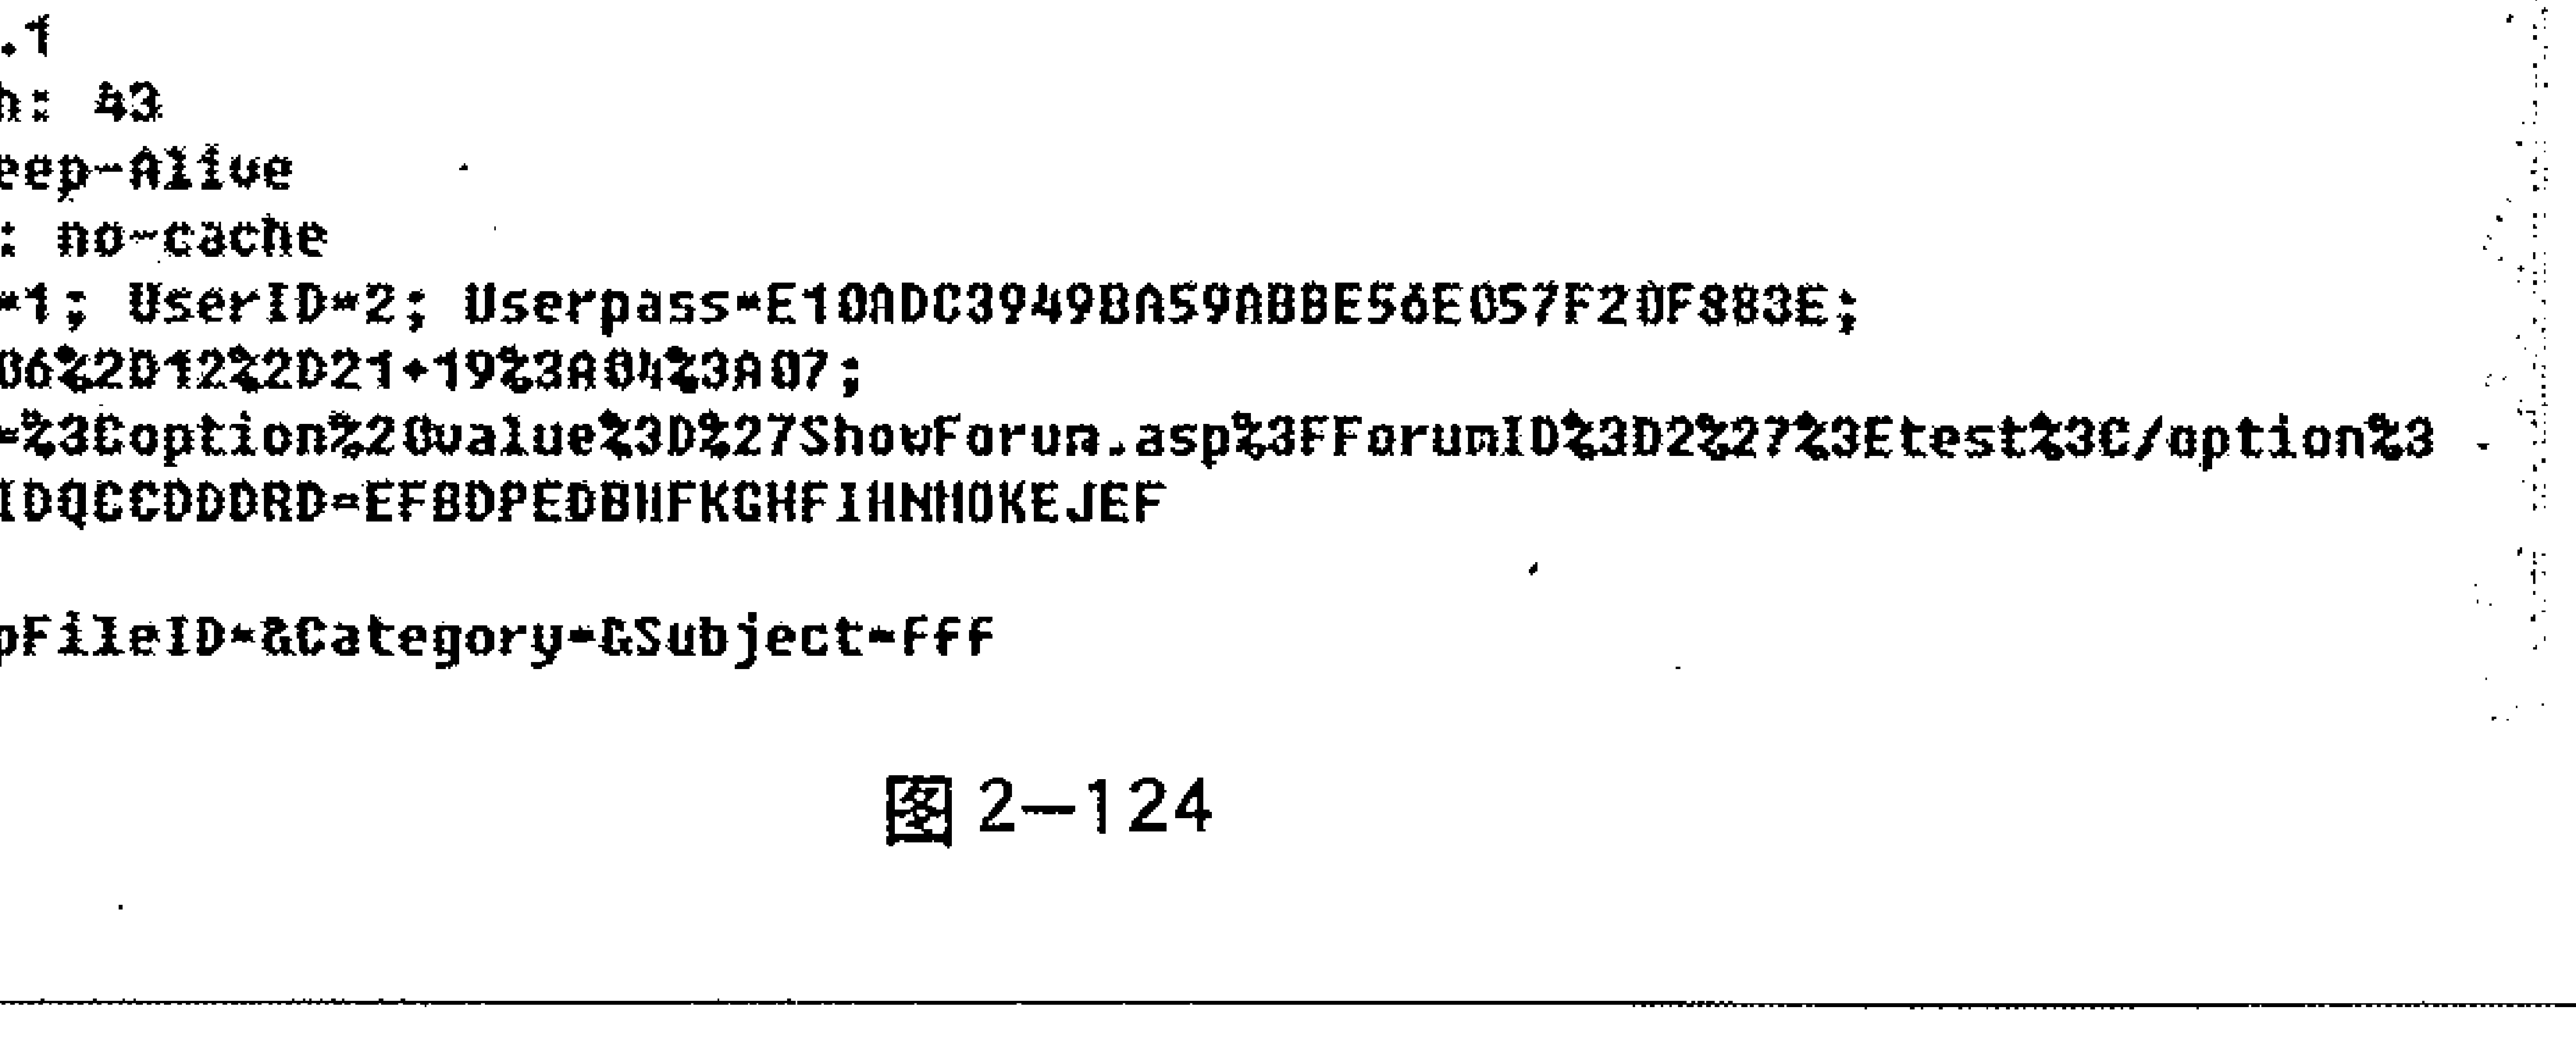 .1
h: 43
eep-Alive
: no-cache
=1; UserID=2; Userpass=E10ADC3949BA59ABBE56E057F20F883E;
06%2D12%2D21+19%3A04%3A07;
=%3Coption%20value%3D%27ShowForum.asp%3FForumID%3D2%27%3Etest%3C/option%3
IDQCCDDDRD=EFBDPEDBHFKGHFIHNHOKEJEF
pFileID=&Category=&Subject=fff
图 2—124